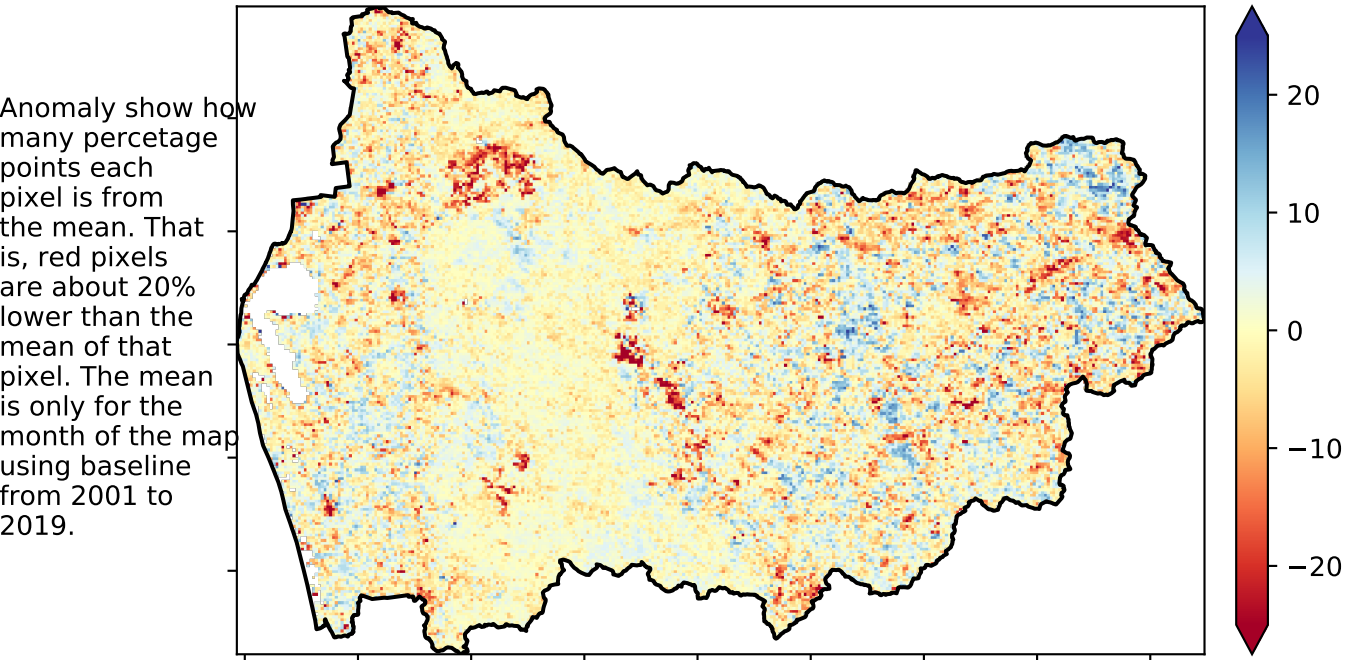 Anomaly show how
many percetage
points each
pixel is from
the mean. That
is, red pixels
are about 20%
lower than the
mean of that
pixel. The mean
is only for the
month of the map
using baseline
from 2001 to
2019.
20
10
0
−10
−20